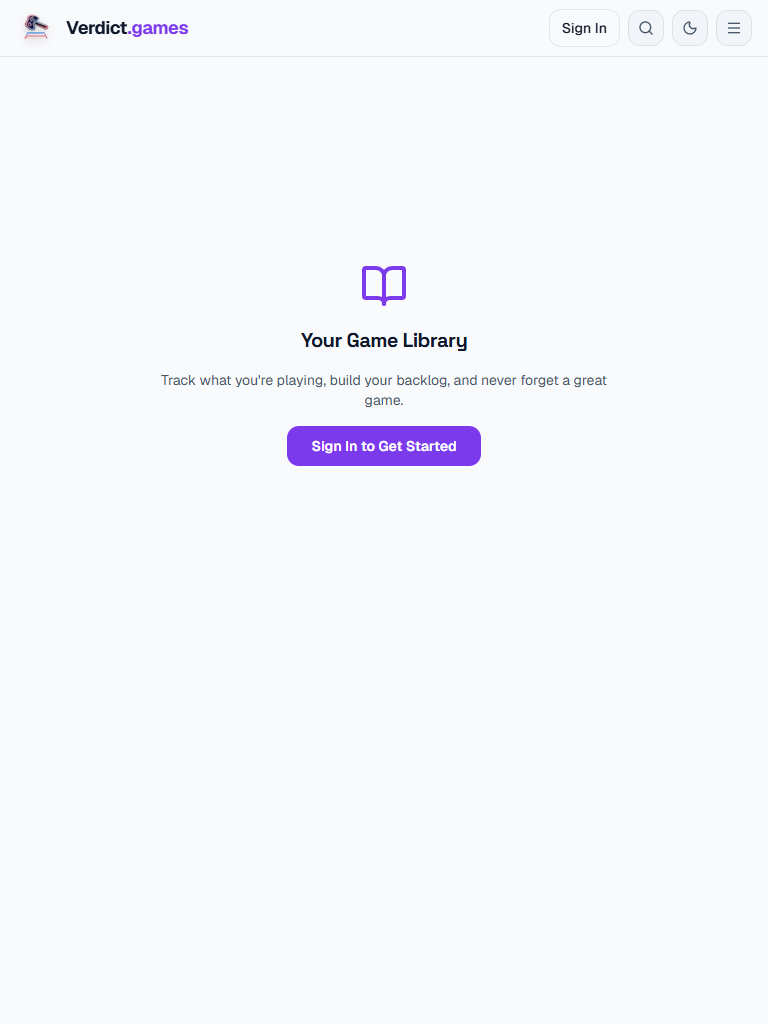 Verdict.games
Sign In
Your Game Library
Track what you're playing, build your backlog, and never forget a great
game.
Sign In to Get Started